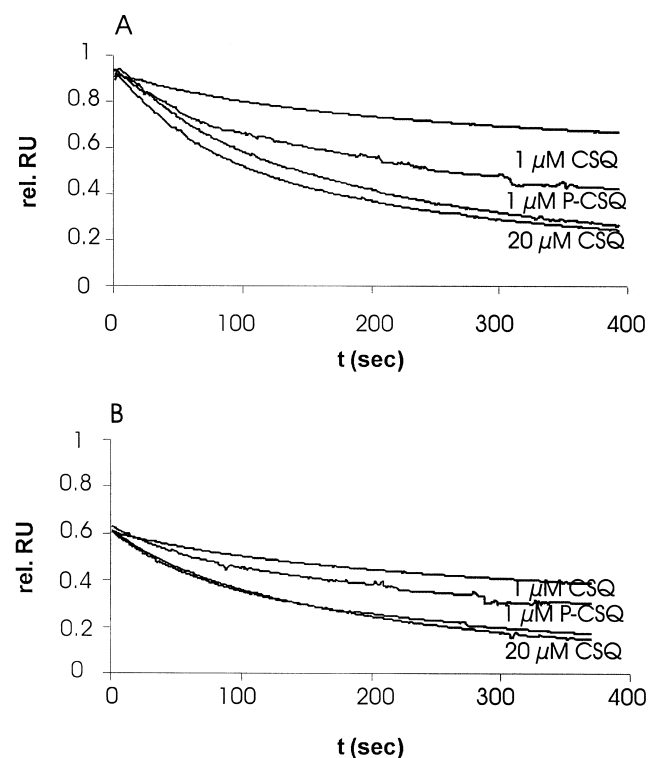 A
1
0.8
0.6
0.4
0.2
0
rel. RU
1 µM CSQ
1 µM P-CSQ
20 µM CSQ
0 100 200 300 400
t (sec)
B
1
0.8
0.6
0.4
0.2
0
rel. RU
1 µM CSQ
1 µM P-CSQ
20 µM CSQ
0 100 200 300 400
t (sec)